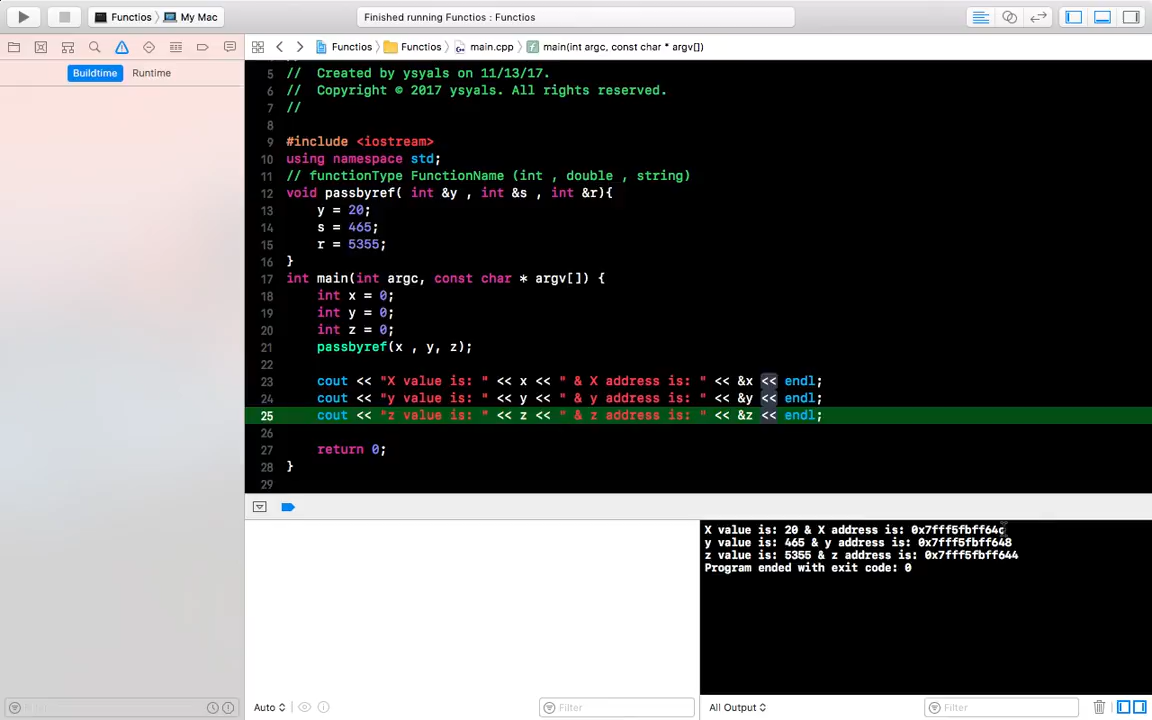 Functios My Mac Finished running Functios : Functios
Functios Functios main.cpp main(int argc, const char * argv[])
Buildtime Runtime
5 // Created by ysyals on 11/13/17.
6 // Copyright © 2017 ysyals. All rights reserved.
7 //
8
9 #include <iostream>
10 using namespace std;
11 // functionType FunctionName (int , double , string)
12 void passbyref( int &y , int &s , int &r){
13 y = 20;
14 s = 465;
15 r = 5355;
16 }
17 int main(int argc, const char * argv[]) {
18 int x = 0;
19 int y = 0;
20 int z = 0;
21 passbyref(x , y, z);
22
23 cout << "X value is: " << x << " & X address is: " << &x << endl;
24 cout << "y value is: " << y << " & y address is: " << &y << endl;
25 cout << "z value is: " << z << " & z address is: " << &z << endl;
26
27 return 0;
28 }
29
X value is: 20 & X address is: 0x7fff5fbff64c
y value is: 465 & y address is: 0x7fff5fbff648
z value is: 5355 & z address is: 0x7fff5fbff644
Program ended with exit code: 0
Auto Filter All Output Filter